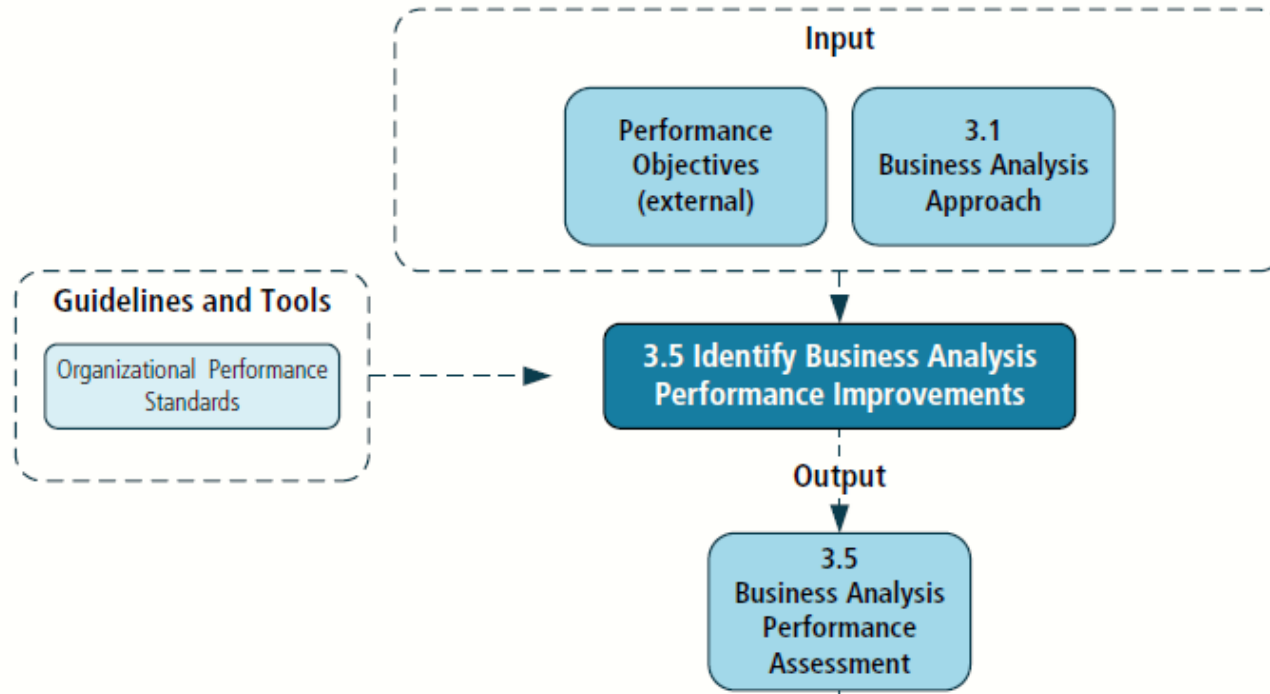 Input
Performance
Objectives
(external)
3.1
Business Analysis
Approach
Guidelines and Tools
Organizational Performance
Standards
3.5 Identify Business Analysis
Performance Improvements
Output
3.5
Business Analysis
Performance
Assessment